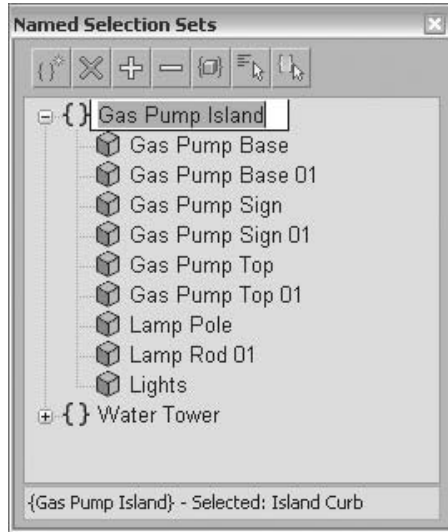 Named Selection Sets
{} Gas Pump Island
Gas Pump Base
Gas Pump Base 01
Gas Pump Sign
Gas Pump Sign 01
Gas Pump Top
Gas Pump Top 01
Lamp Pole
Lamp Rod 01
Lights
{} Water Tower
{Gas Pump Island} - Selected: Island Curb